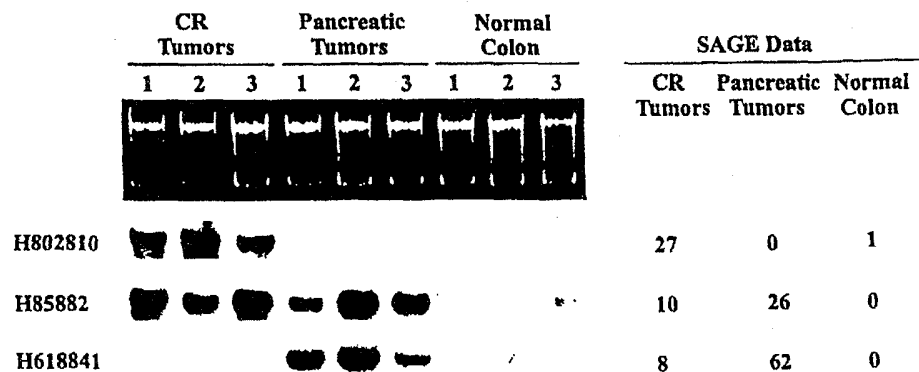 CR Tumors Pancreatic Tumors Normal Colon SAGE Data
1 2 3 1 2 3 1 2 3 CR Tumors Pancreatic Tumors Normal Colon
H802810 27 0 1
H85882 10 26 0
H618841 8 62 0